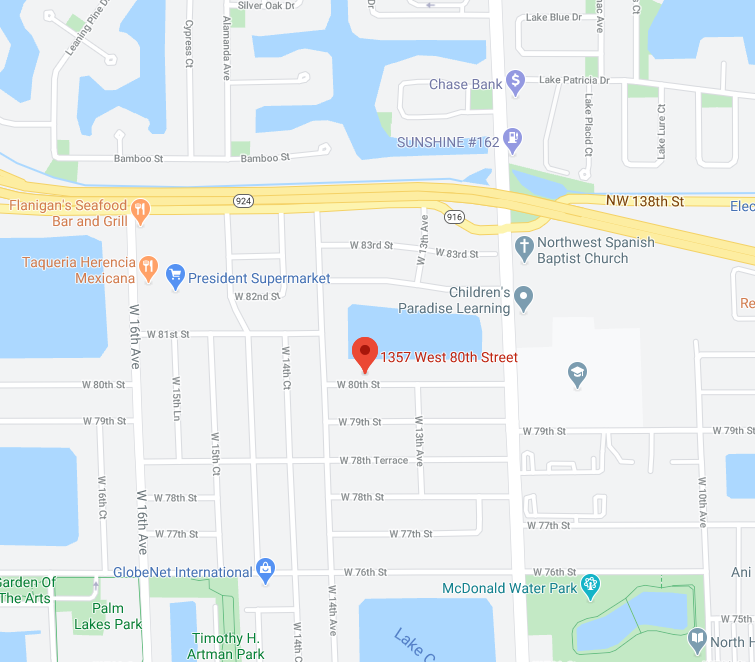 Silver Oak Dr
Leaning Pine Dr
Cypress Ct
Alamanda Ave
Dr
Lake Blue Dr
nac Ave
Ct
Chase Bank
Lake Patricia Dr
Lake Placid Ct
Lake Lure Ct
SUNSHINE #162
Bamboo St
Bamboo St
924
NW 138th St
Flanigan's Seafood
Bar and Grill
916
Elec
W 83rd St
W 13th Ave
W 83rd St
Northwest Spanish
Baptist Church
Taqueria Herencia
Mexicana
President Supermarket
W 82nd St
Children's
Paradise Learning
Re
W 16th Ave
W 81st St
W 14th Ct
1357 West 80th Street
W 80th St
W 15th Ln
W 80th St
W 79th St
W 79th St
W 13th Ave
W 79th St
W 79th St
W 16th Ct
W 15th Ct
W 78th Terrace
W 16th Ave
W 78th St
W 78th St
W 10th Ave
W 77th St
W 77th St
W 77th St
GlobeNet International
W 76th St
W 76th St
Garden Of
The Arts
McDonald Water Park
Ani
Palm
Lakes Park
W 14th Ave
W 14th C
W 75th
Timothy H.
Artman Park
Lake C
North H